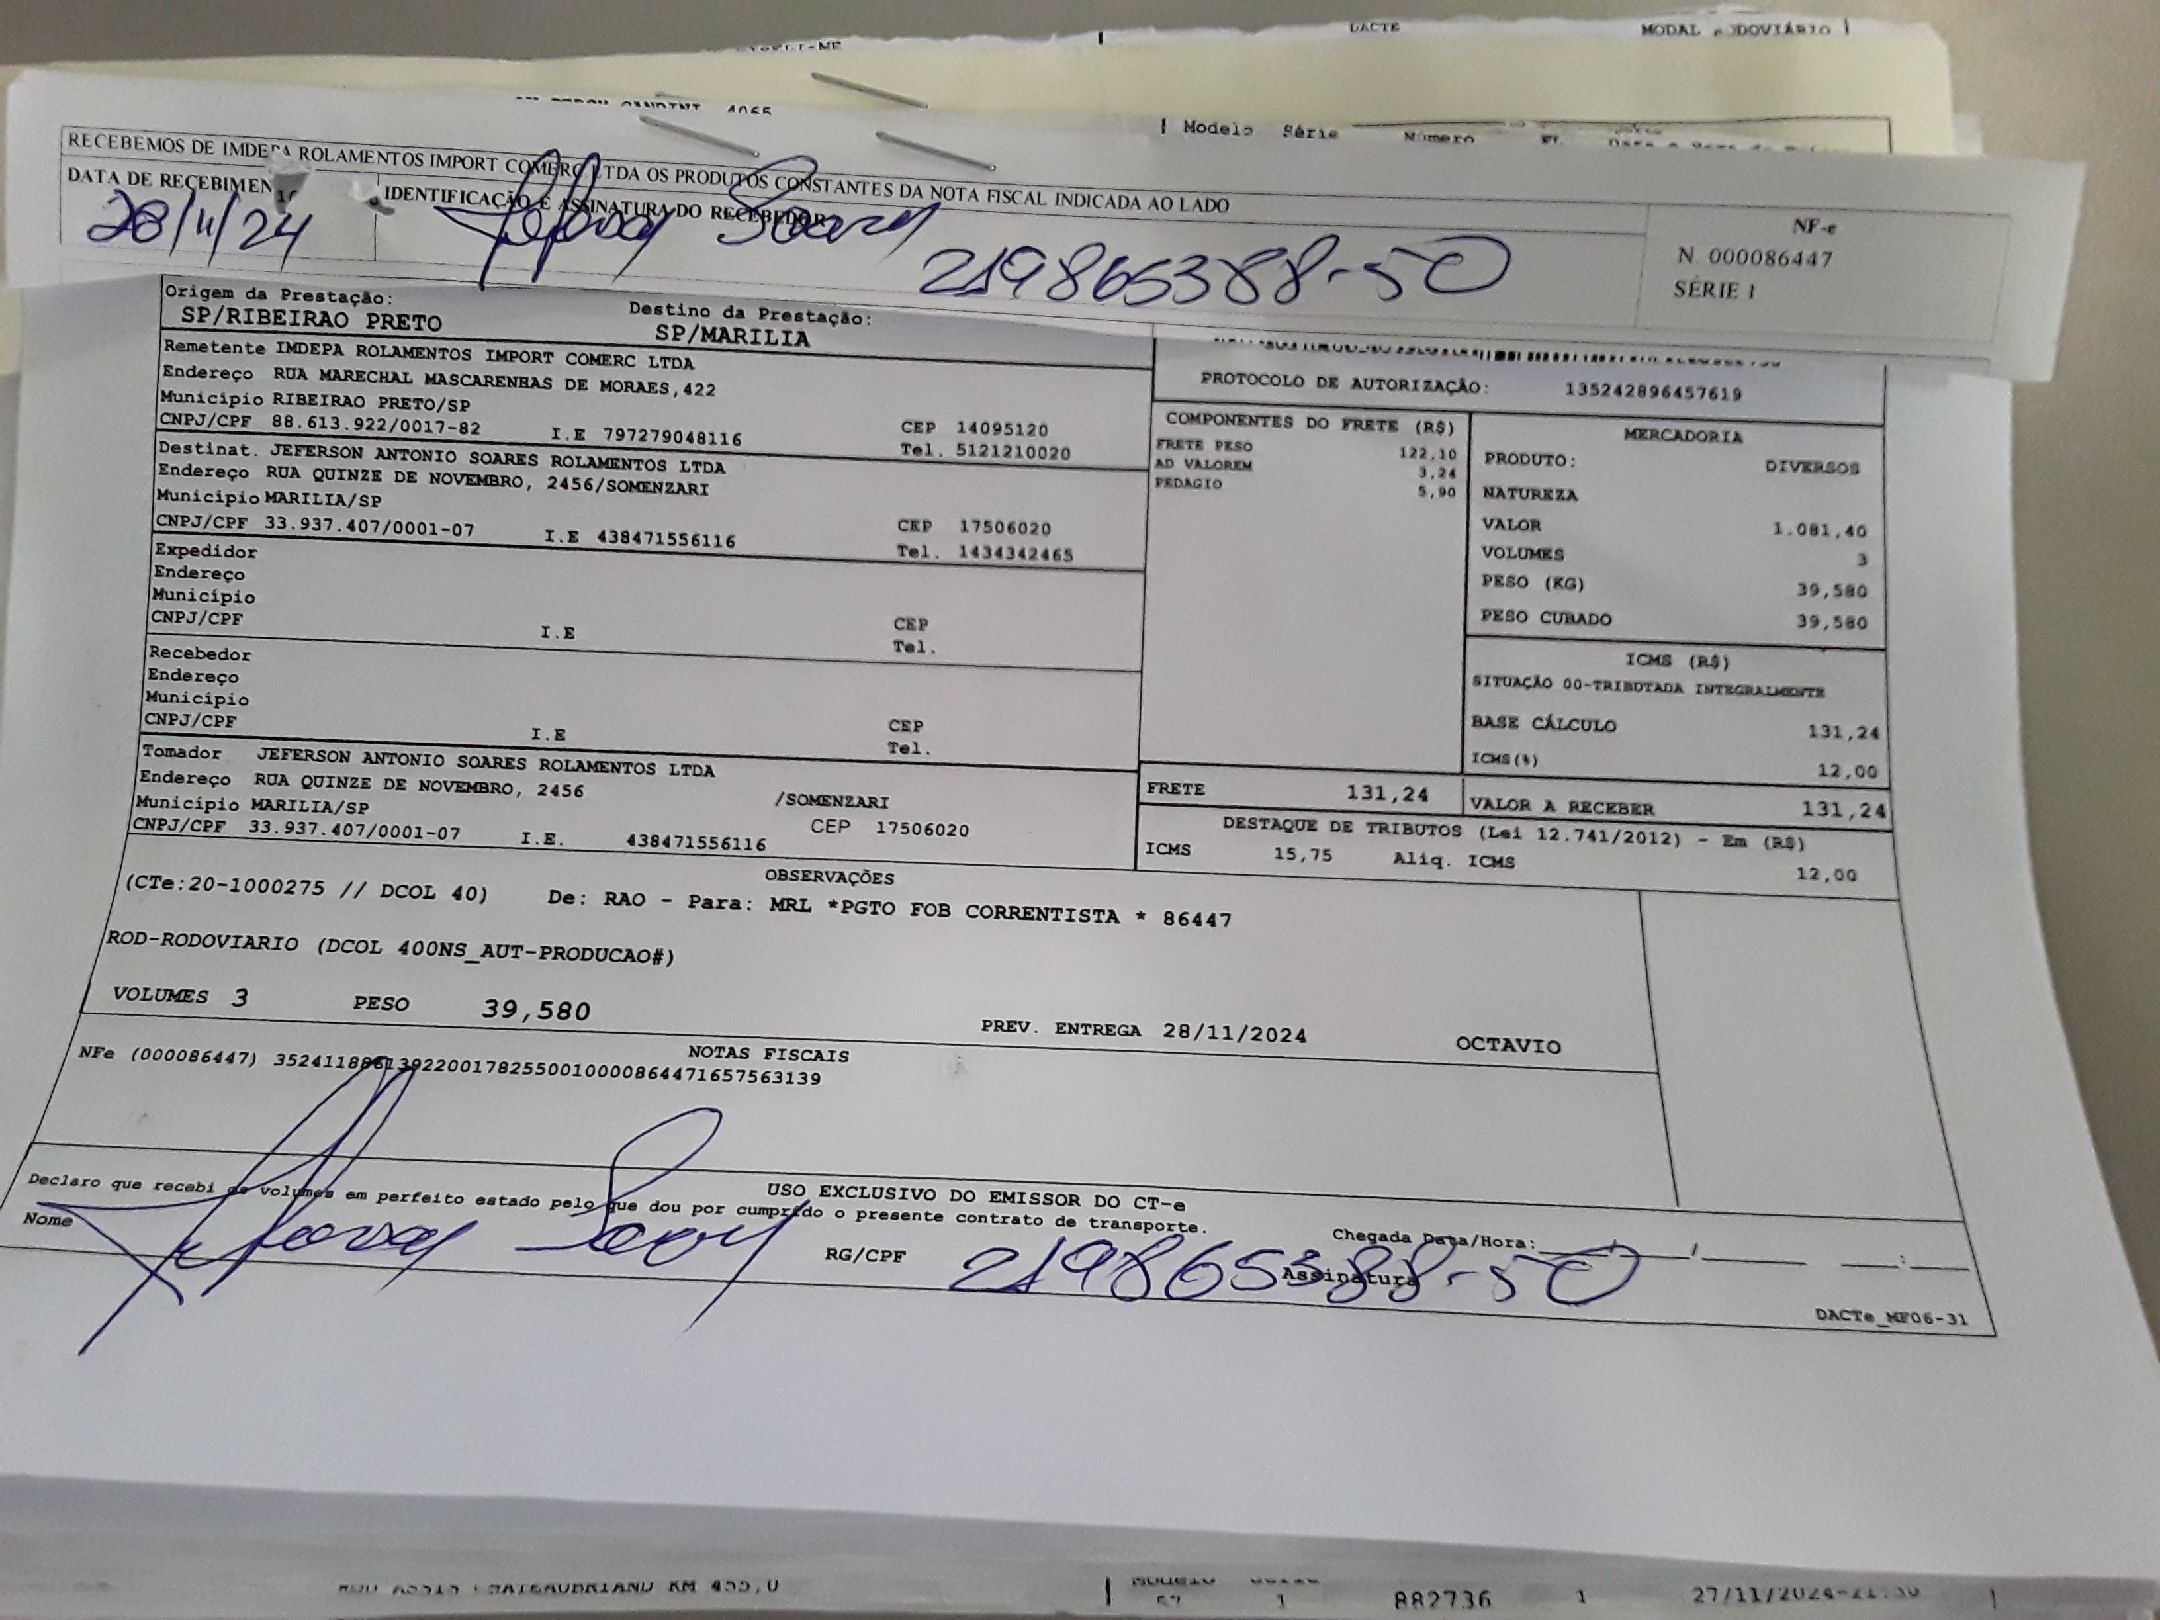 DACTE MODAL RODOVIÁRIO
4065
Modelo Série Número
RECEBEMOS DE IMDEPA ROLAMENTOS IMPORT COMERC LTDA OS PRODUTOS CONSTANTES DA NOTA FISCAL INDICADA AO LADO
DATA DE RECEBIMENTO IDENTIFICAÇÃO E ASSINATURA DO RECEBEDOR
28/11/24
219865388-50
NF-e
N. 000086447
SÉRIE 1
Origem da Prestação: Destino da Prestação:
SP/RIBEIRAO PRETO SP/MARILIA
Remetente IMDEPA ROLAMENTOS IMPORT COMERC LTDA
Endereço RUA MARECHAL MASCARENHAS DE MORAES,422
Município RIBEIRAO PRETO/SP CEP 14095120
CNPJ/CPF 88.613.922/0017-82 I.E 797279048116 Tel. 5121210020
Destinat. JEFERSON ANTONIO SOARES ROLAMENTOS LTDA
Endereço RUA QUINZE DE NOVEMBRO, 2456/SOMENZARI
Município MARILIA/SP CEP 17506020
CNPJ/CPF 33.937.407/0001-07 I.E 438471556116 Tel. 1434342465
Expedidor
Endereço
Município CEP
CNPJ/CPF I.E Tel.
Recebedor
Endereço
Município CEP
CNPJ/CPF I.E Tel.
Tomador JEFERSON ANTONIO SOARES ROLAMENTOS LTDA
Endereço RUA QUINZE DE NOVEMBRO, 2456 /SOMENZARI
Município MARILIA/SP CEP 17506020
CNPJ/CPF 33.937.407/0001-07 I.E. 438471556116
PROTOCOLO DE AUTORIZAÇÃO: 135242896457619
COMPONENTES DO FRETE (R$)
FRETE PESO 122,10
AD VALOREM 3,24
PEDAGIO 5,90
MERCADORIA
PRODUTO: DIVERSOS
NATUREZA
VALOR 1.081,40
VOLUMES 3
PESO (KG) 39,580
PESO CUBADO 39,580
ICMS (R$)
SITUAÇÃO 00-TRIBUTADA INTEGRALMENTE
BASE CÁLCULO 131,24
ICMS(%) 12,00
FRETE 131,24 VALOR A RECEBER 131,24
DESTAQUE DE TRIBUTOS (Lei 12.741/2012) - Em (R$)
ICMS 15,75 Aliq. ICMS 12,00
OBSERVAÇÕES
(CTe:20-1000275 // DCOL 40) De: RAO - Para: MRL *PGTO FOB CORRENTISTA * 86447
ROD-RODOVIARIO (DCOL 400NS_AUT-PRODUCAO#)
VOLUMES 3 PESO 39,580 PREV. ENTREGA 28/11/2024 OCTAVIO
NOTAS FISCAIS
NFe (000086447) 35241188613922001782550010000864471657563139
USO EXCLUSIVO DO EMISSOR DO CT-e
Declaro que recebi os volumes em perfeito estado pelo que dou por cumprido o presente contrato de transporte.
Nome RG/CPF 219865388-50 Assinatura Chegada Data/Hora: / / :
DACTe_MF06-31
KM 455,0
882736 1 27/11/2024-21:30